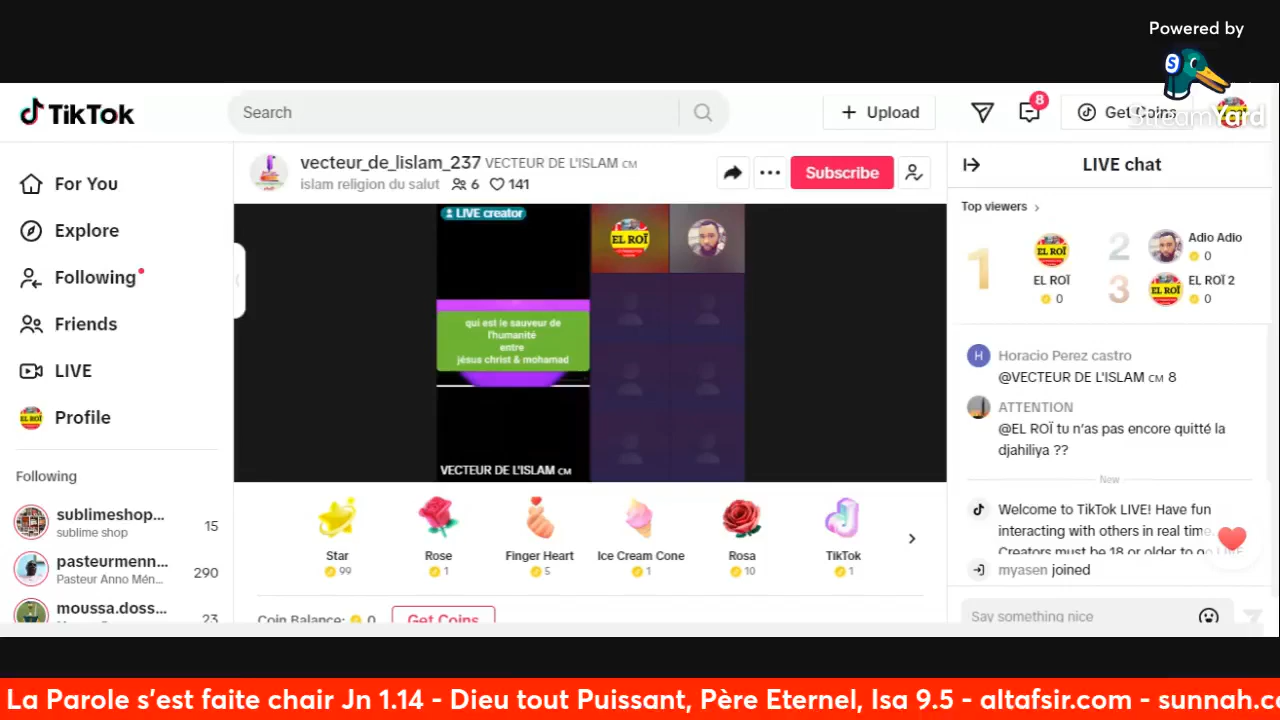 Powered by
StreamYard
TikTok
Search
Upload
8
Get Coins
For You
Explore
Following
Friends
LIVE
EL ROÏ
Profile
Following
sublimeshop...
sublime shop
15
pasteurmenn...
Pasteur Anno Mén...
290
moussa.doss...
23
vecteur_de_lislam_237 VECTEUR DE L'ISLAM CM
islam religion du salut 6 141
Subscribe
LIVE creator
EL ROÏ
qui est le sauveur de
l'humanité
entre
jésus christ & mohamad
VECTEUR DE L'ISLAM CM
Star
99
Rose
1
Finger Heart
5
Ice Cream Cone
1
Rosa
10
TikTok
1
Coin Balance: 0
Get Coins
LIVE chat
Top viewers
1
EL ROÏ
EL ROÏ
0
2
Adio Adio
0
3
EL ROÏ
EL ROÏ 2
0
H
Horacio Perez castro
@VECTEUR DE L'ISLAM CM 8
ATTENTION
@EL ROÏ tu n'as pas encore quitté la
djahiliya ??
New
Welcome to TikTok LIVE! Have fun
interacting with others in real time.
Creators must be 18 or older to go LIVE
myasen joined
Say something nice
La Parole s'est faite chair Jn 1.14 - Dieu tout Puissant, Père Eternel, Isa 9.5 - altafsir.com - sunnah.c